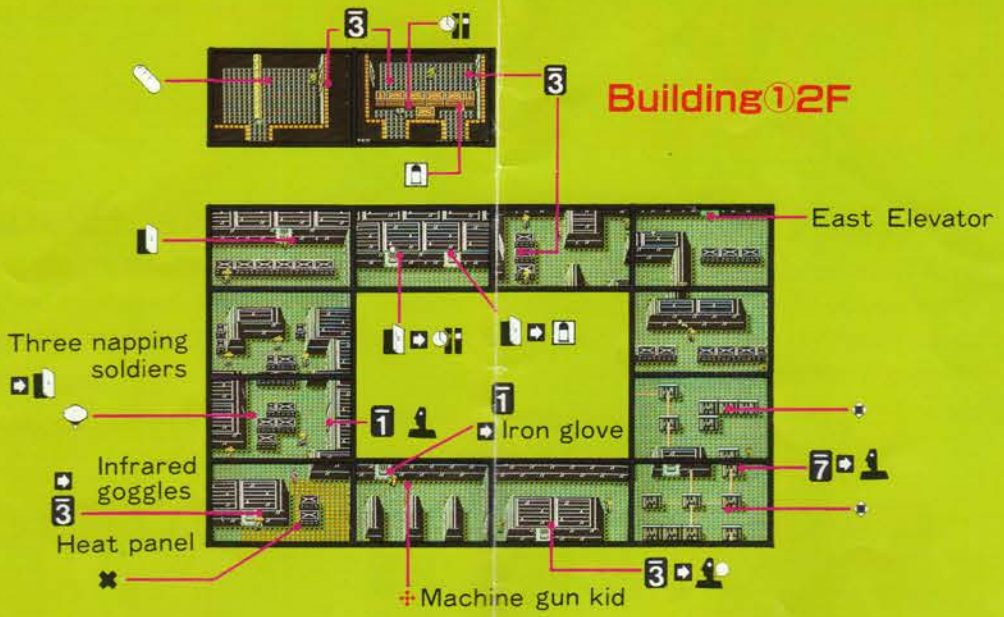 3
3
Building①2F
East Elevator
Three napping
soldiers
1
1
Iron glove
Infrared
goggles
3
7
Heat panel
3
Machine gun kid